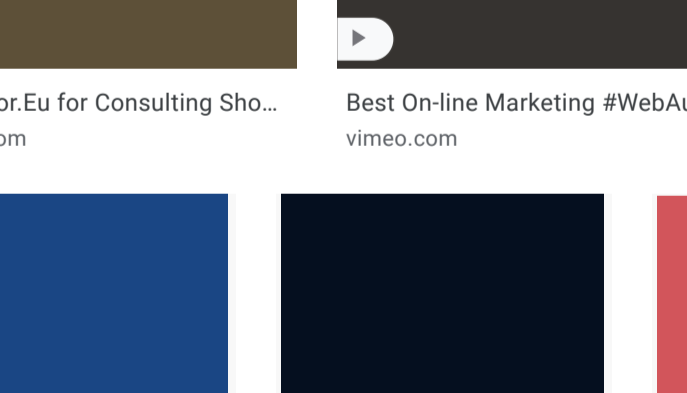 or.Eu for Consulting Sho...
om
Best On-line Marketing #WebAu
vimeo.com